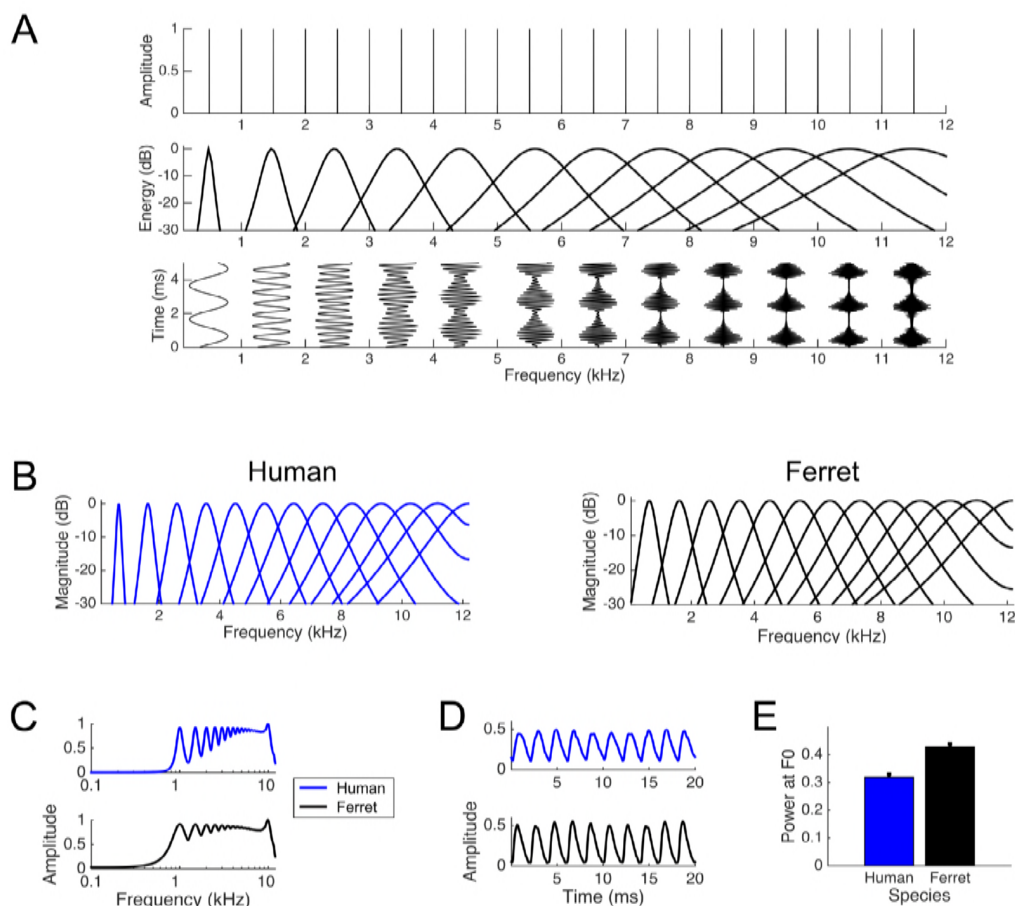 A
Amplitude
1
0.5
0
1 2 3 4 5 6 7 8 9 10 11 12
Energy (dB)
0
-10
-20
-30
1 2 3 4 5 6 7 8 9 10 11 12
Time (ms)
4
2
0
1 2 3 4 5 6 7 8 9 10 11 12
Frequency (kHz)
B
Human
Magnitude (dB)
0
-10
-20
-30
2 4 6 8 10 12
Frequency (kHz)
Ferret
Magnitude (dB)
0
-10
-20
-30
2 4 6 8 10 12
Frequency (kHz)
C
1
0.5
0
0.1 1 10
Human
Ferret
Amplitude
1
0.5
0
0.1 1 10
Frequency (kHz)
D
0.5
0
5 10 15 20
Amplitude
0.5
0
5 10 15 20
Time (ms)
E
Power at F0
0.4
0.3
0.2
0.1
0
Human Ferret
Species